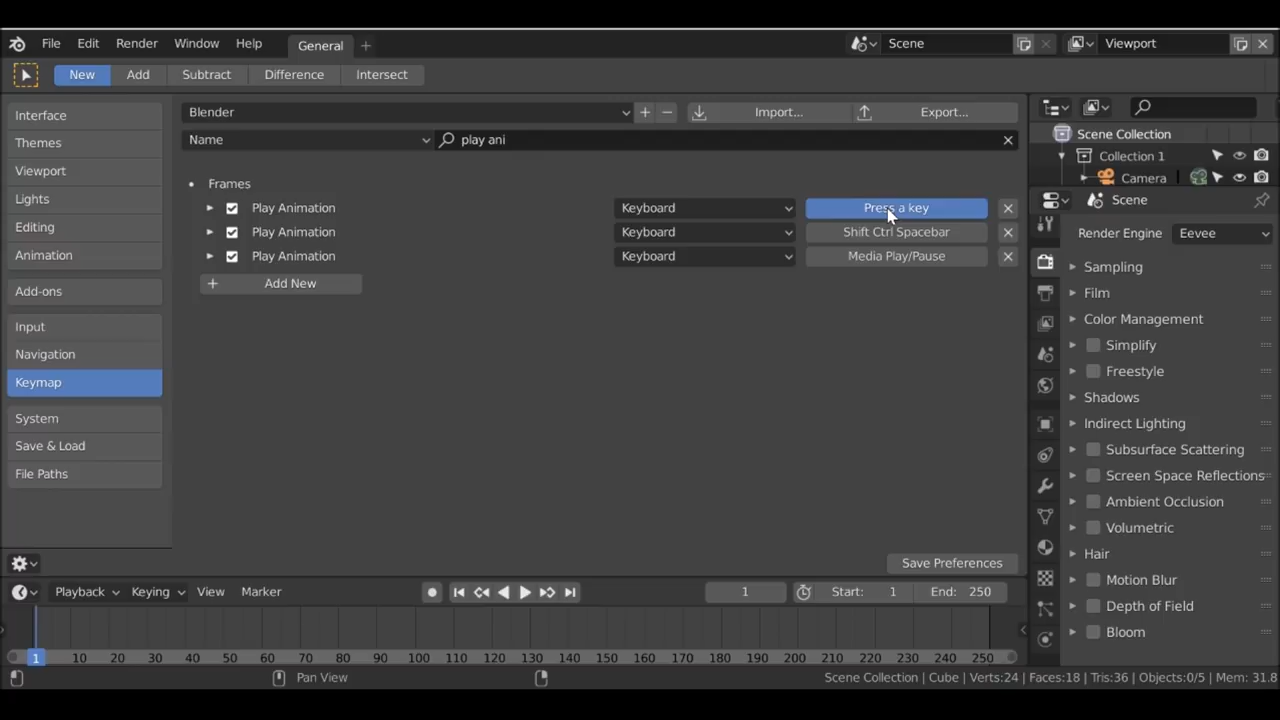 File Edit Render Window Help General Scene Viewport
New Add Subtract Difference Intersect
Interface
Themes
Viewport
Lights
Editing
Animation
Add-ons
Input
Navigation
Keymap
System
Save & Load
File Paths
Blender Import... Export...
Name play ani
Frames
Play Animation Keyboard Press a key
Play Animation Keyboard Shift Ctrl Spacebar
Play Animation Keyboard Media Play/Pause
Add New
Save Preferences
Scene Collection
Collection 1
Camera
Scene
Render Engine Eevee
Sampling
Film
Color Management
Simplify
Freestyle
Shadows
Indirect Lighting
Subsurface Scattering
Screen Space Reflections
Ambient Occlusion
Volumetric
Hair
Motion Blur
Depth of Field
Bloom
Playback Keying View Marker 1 Start: 1 End: 250
1 10 20 30 40 50 60 70 80 90 100 110 120 130 140 150 160 170 180 190 200 210 220 230 240 250
Pan View Scene Collection | Cube | Verts:24 | Faces:18 | Tris:36 | Objects:0/5 | Mem: 31.8